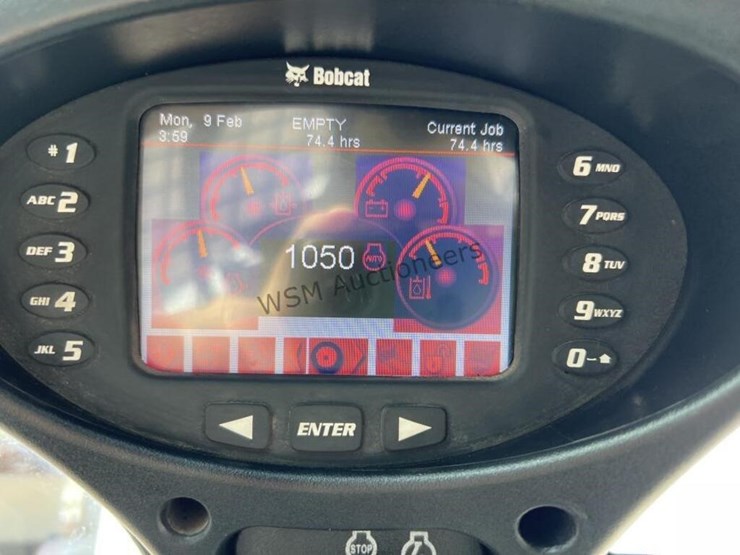 Bobcat
Mon, 9 Feb
3:59
EMPTY
74.4 hrs
Current Job
74.4 hrs
# 1
ABC 2
DEF 3
GHI 4
JKL 5
6 MNO
7 PQRS
8 TUV
9 WXYZ
0
1050 AUTO
WSM Auctioneers
ENTER
STOP